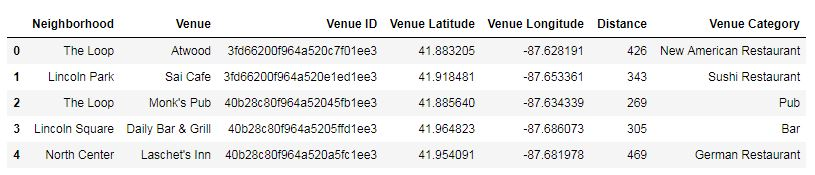 Neighborhood Venue Venue ID Venue Latitude Venue Longitude Distance Venue Category
0 The Loop Atwood 3fd66200f964a520c7f01ee3 41.883205 -87.628191 426 New American Restaurant
1 Lincoln Park Sai Cafe 3fd66200f964a520e1ed1ee3 41.918481 -87.653361 343 Sushi Restaurant
2 The Loop Monk's Pub 40b28c80f964a52045fb1ee3 41.885640 -87.634339 269 Pub
3 Lincoln Square Daily Bar & Grill 40b28c80f964a5205ffd1ee3 41.964823 -87.686073 305 Bar
4 North Center Laschet's Inn 40b28c80f964a520a5fc1ee3 41.954091 -87.681978 469 German Restaurant